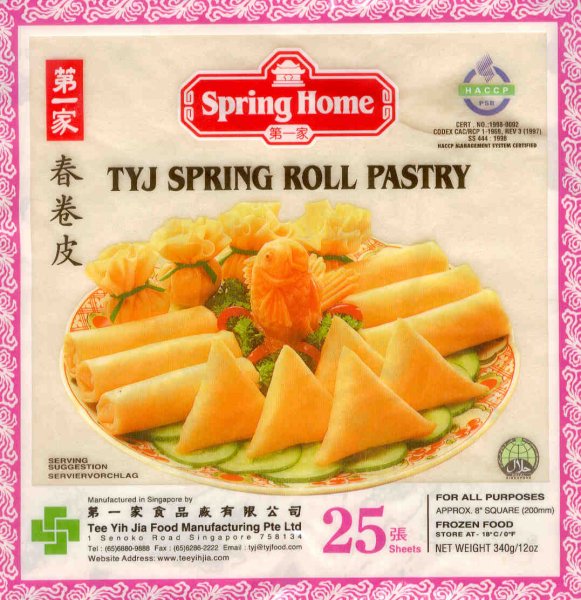 第一家
Spring Home
第一家
春卷皮
HACCP
PSB
CERT . NO.:1998-0002
CODEX CAC/RCP 1-1969, REV 3 (1997)
SS 444 : 1998
HACCP MANAGEMENT SYSTEM CERTIFIED
TYJ SPRING ROLL PASTRY
SERVING
SUGGESTION
SERVIERVORCHLAG
SINGAPORE
Manufactured in Singapore by
第一家食品廠有限公司
Tee Yih Jia Food Manufacturing Pte Ltd
1 Senoko Road Singapore 758134
Tel : (65)6880-9888 Fax : (65)6286-2222 Email : tyj@tyjfood.com
Website Address: www.teeyihjia.com
25張
Sheets
FOR ALL PURPOSES
APPROX. 8" SQUARE (200mm)
FROZEN FOOD
STORE AT - 18°C / 0°F
NET WEIGHT 340g/12oz